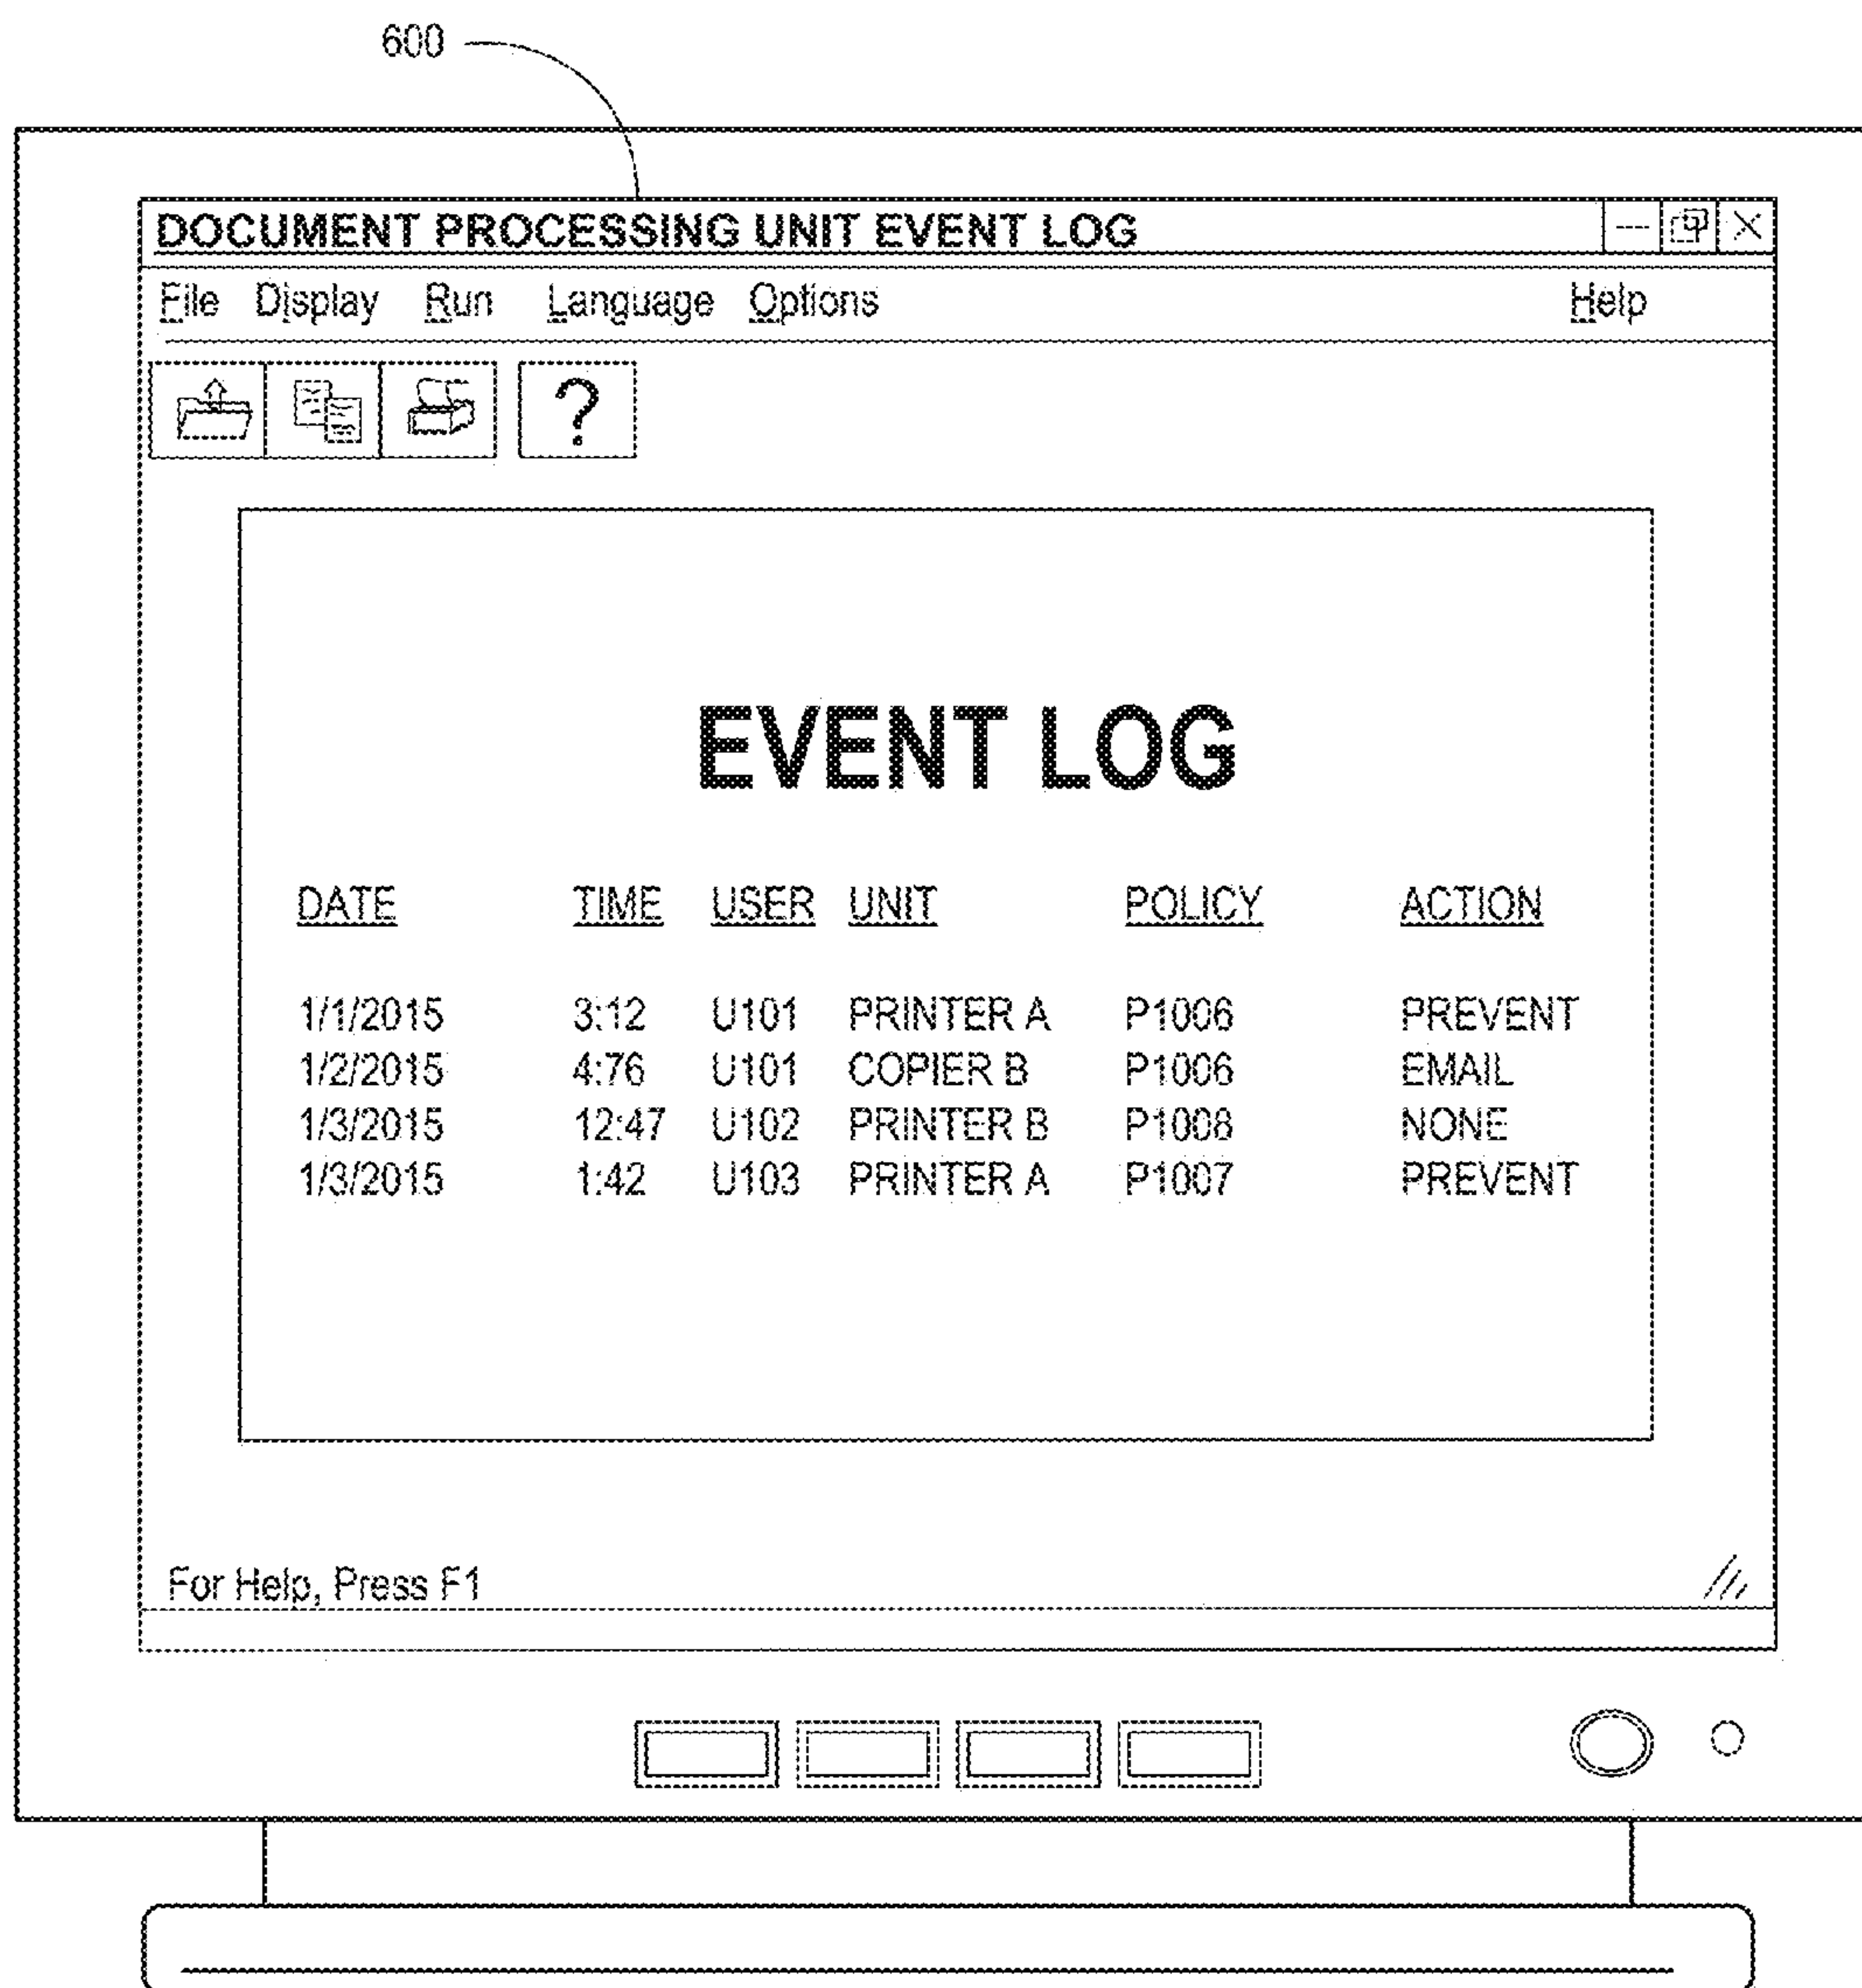 600
DOCUMENT PROCESSING UNIT EVENT LOG
File Display Run Language Options Help
?
EVENT LOG
DATE TIME USER UNIT POLICY ACTION
1/1/2015 3:12 U101 PRINTER A P1006 PREVENT
1/2/2015 4:76 U101 COPIER B P1006 EMAIL
1/3/2015 12:47 U102 PRINTER B P1008 NONE
1/3/2015 1:42 U103 PRINTER A P1007 PREVENT
For Help, Press F1